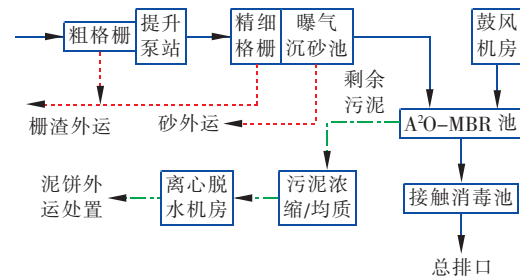 粗格栅
提升
泵站
精细
格栅
曝气
沉砂池
鼓风
机房
栅渣外运
砂外运
剩余
污泥
A²O-MBR 池
泥饼外
运处置
离心脱
水机房
污泥浓
缩/均质
接触消毒池
总排口